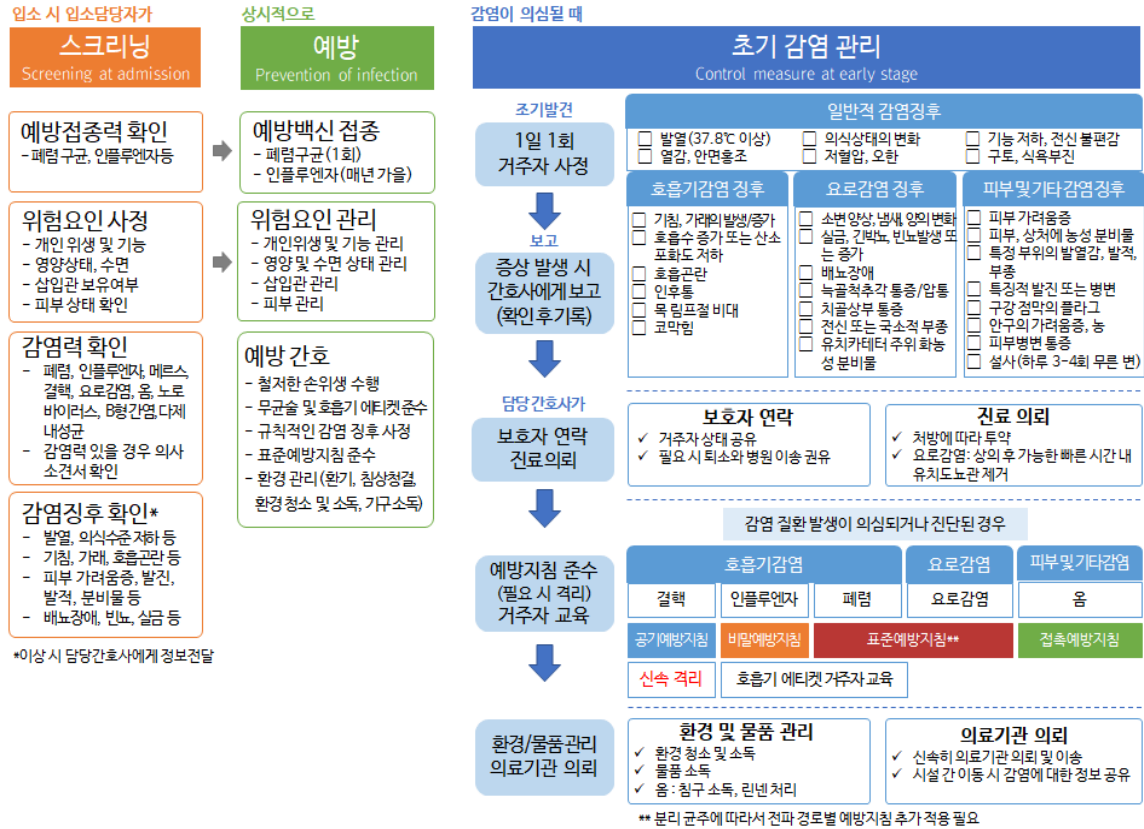 입소 시 입소담당자가
스크리닝
Screening at admission
예방접종력 확인
- 폐렴 구균, 인플루엔자 등
위험요인 사정
- 개인 위생 및 기능
- 영양상태, 수면
- 삽입관 보유여부
- 피부 상태 확인
감염력 확인
- 폐렴, 인플루엔자, 메르스,
결핵, 요로감염, 옴, 노로
바이러스, B형 간염, 다제
내성균
- 감염력 있을 경우 의사
소견서 확인
감염징후 확인*
- 발열, 의식수준 저하 등
- 기침, 가래, 호흡곤란 등
- 피부 가려움증, 발진,
발적, 분비물 등
- 배뇨장애, 빈뇨, 실금 등
*이상 시 담당간호사에게 정보전달
상시적으로
예방
Prevention of infection
예방백신 접종
- 폐렴구균 (1회)
- 인플루엔자 (매년 가을)
위험요인 관리
- 개인위생 및 기능 관리
- 영양 및 수면 상태 관리
- 삽입관 관리
- 피부 관리
예방 간호
- 철저한 손위생 수행
- 무균술 및 호흡기 에티켓 준수
- 규칙적인 감염 징후 사정
- 표준예방지침 준수
- 환경 관리 (환기, 침상청결,
환경 청소 및 소독, 기구 소독)
감염이 의심될 때
초기 감염 관리
Control measure at early stage
조기발견
1일 1회
거주자 사정
일반적 감염징후
□ 발열 (37.8℃ 이상)
□ 열감, 안면홍조
□ 의식상태의 변화
□ 저혈압, 오한
□ 기능 저하, 전신 불편감
□ 구토, 식욕부진
호흡기감염 징후
□ 기침, 가래의 발생/증가
□ 호흡수 증가 또는 산소
포화도 저하
□ 호흡곤란
□ 인후통
□ 목 림프절 비대
□ 코막힘
요로감염 징후
□ 소변 양상, 냄새, 양의 변화
□ 실금, 긴박뇨, 빈뇨발생 또
는 증가
□ 배뇨장애
□ 늑골척추각 통증/압통
□ 치골상부 통증
□ 전신 또는 국소적 부종
□ 유치카테터 주위 화농
성 분비물
피부 및 기타 감염 징후
□ 피부 가려움증
□ 피부, 상처에 농성 분비물
□ 특정 부위의 발열감, 발적,
부종
□ 특징적 발진 또는 병변
□ 구강 점막의 플라그
□ 안구의 가려움증, 농
□ 피부병변 통증
□ 설사 (하루 3-4회 무른 변)
보고
증상 발생 시
간호사에게 보고
(확인 후 기록)
담당 간호사가
보호자 연락
진료의뢰
보호자 연락
✓ 거주자 상태 공유
✓ 필요 시 퇴소와 병원 이송 권유
진료 의뢰
✓ 처방에 따라 투약
✓ 요로감염: 상의 후 가능한 빠른 시간 내
유치도뇨관 제거
감염 질환 발생이 의심되거나 진단된 경우
예방지침 준수
(필요 시 격리)
거주자 교육
호흡기감염
요로감염
피부 및 기타감염
결핵
인플루엔자
폐렴
요로감염
옴
공기예방지침
비말예방지침
표준예방지침**
접촉예방지침
신속 격리
호흡기 에티켓 거주자 교육
환경/물품 관리
의료기관 의뢰
환경 및 물품 관리
✓ 환경 청소 및 소독
✓ 물품 소독
✓ 옴 : 침구 소독, 린넨 처리
의료기관 의뢰
✓ 신속히 의료기관 의뢰 및 이송
✓ 시설 간 이동 시 감염에 대한 정보 공유
** 분리 균주에 따라서 전파 경로별 예방지침 추가 적용 필요